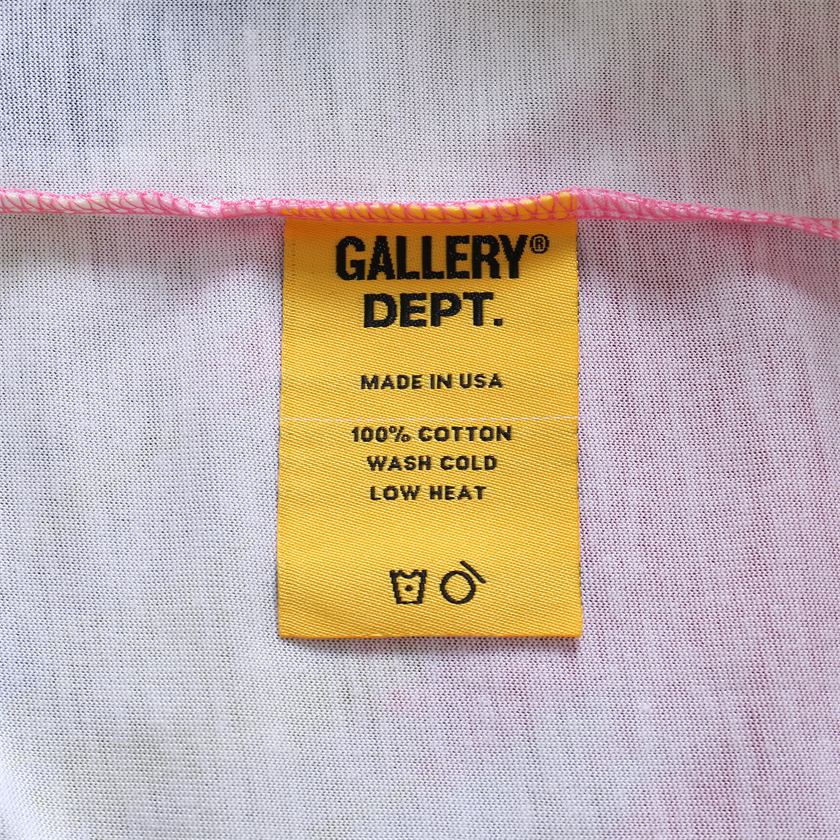 GALLERY®
DEPT.
MADE IN USA
100% COTTON
WASH COLD
LOW HEAT